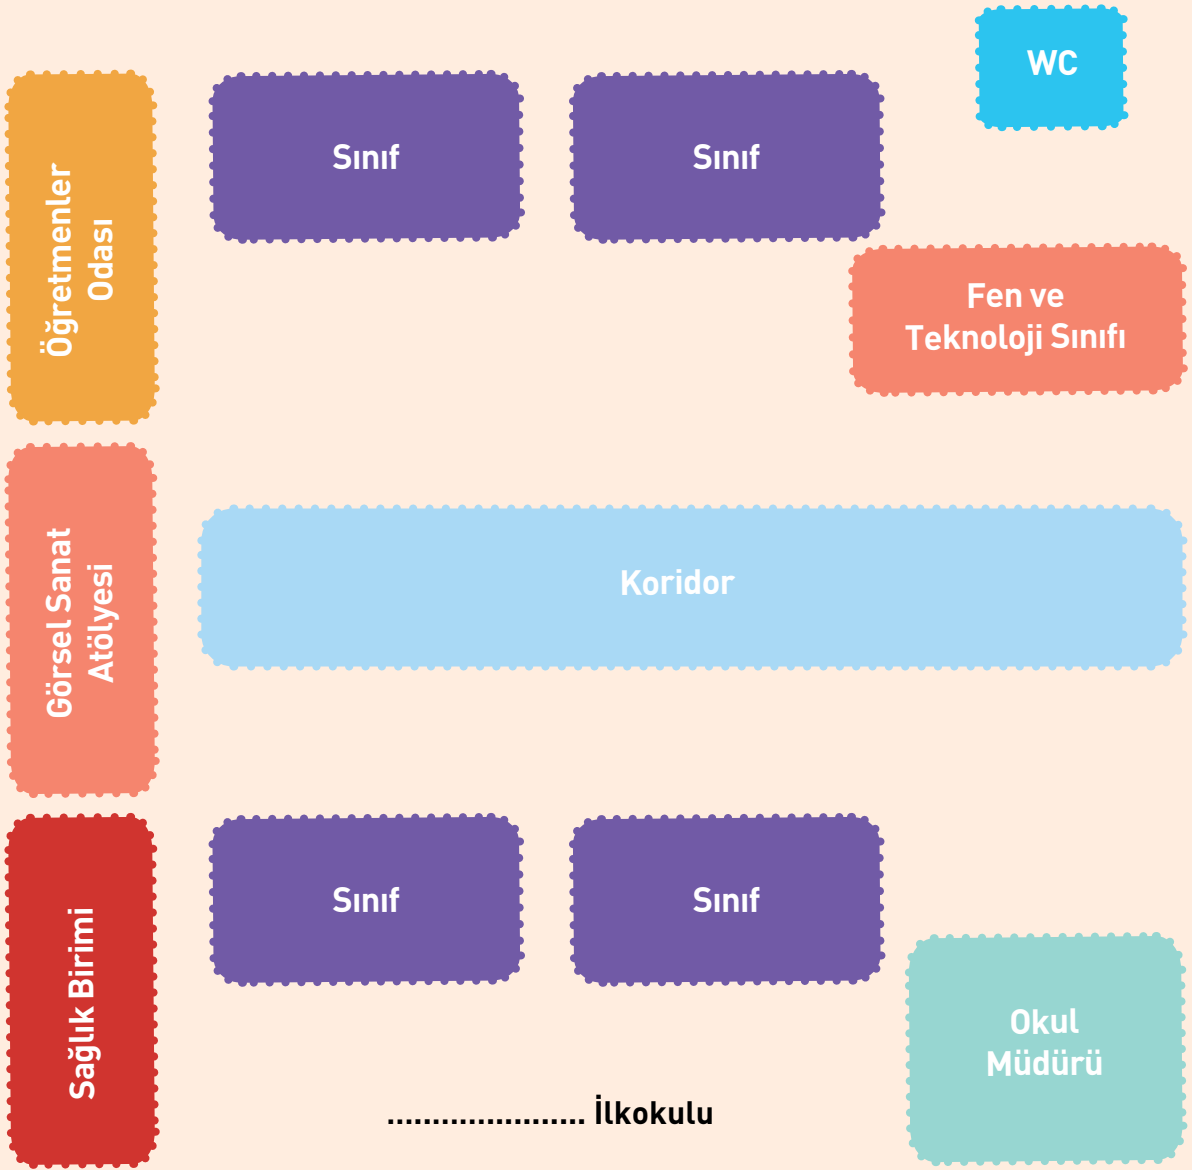 WC
Sınıf
Sınıf
Öğretmenler
Odası
Fen ve
Teknoloji Sınıfı
Görsel Sanat
Atölyesi
Koridor
Sağlık Birimi
Sınıf
Sınıf
Okul
Müdürü
...................... İlkokulu